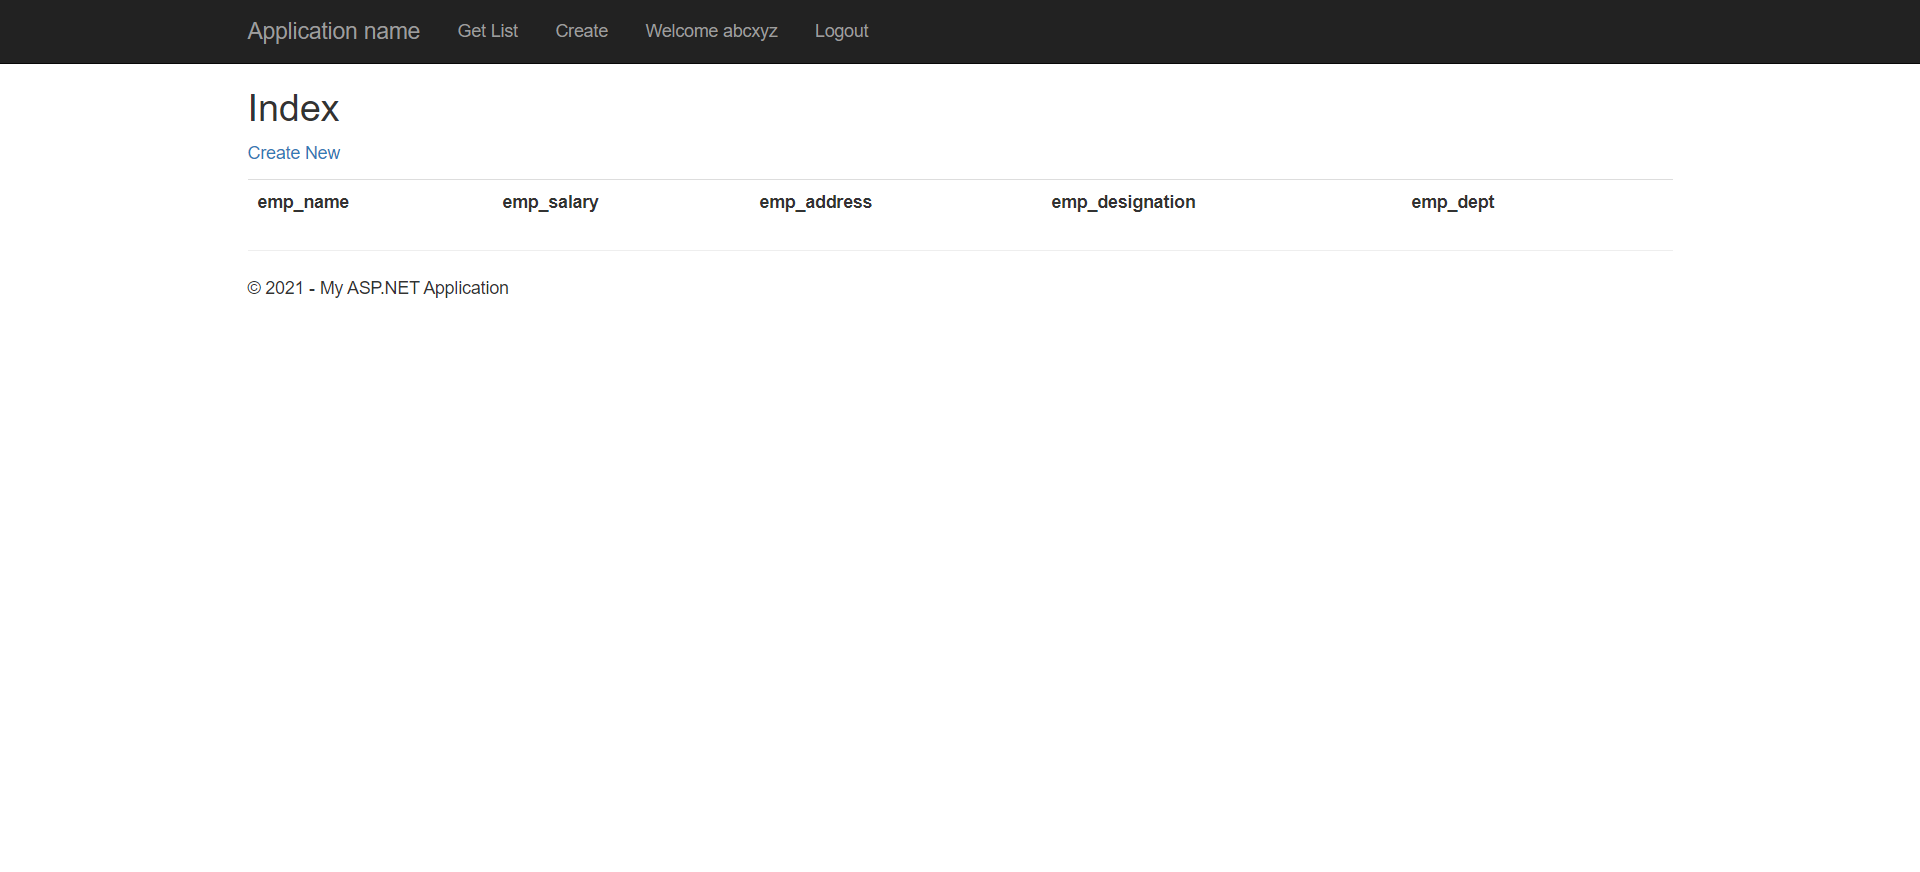 Application name Get List Create Welcome abcxyz Logout
Index
Create New
emp_name emp_salary emp_address emp_designation emp_dept
© 2021 - My ASP.NET Application